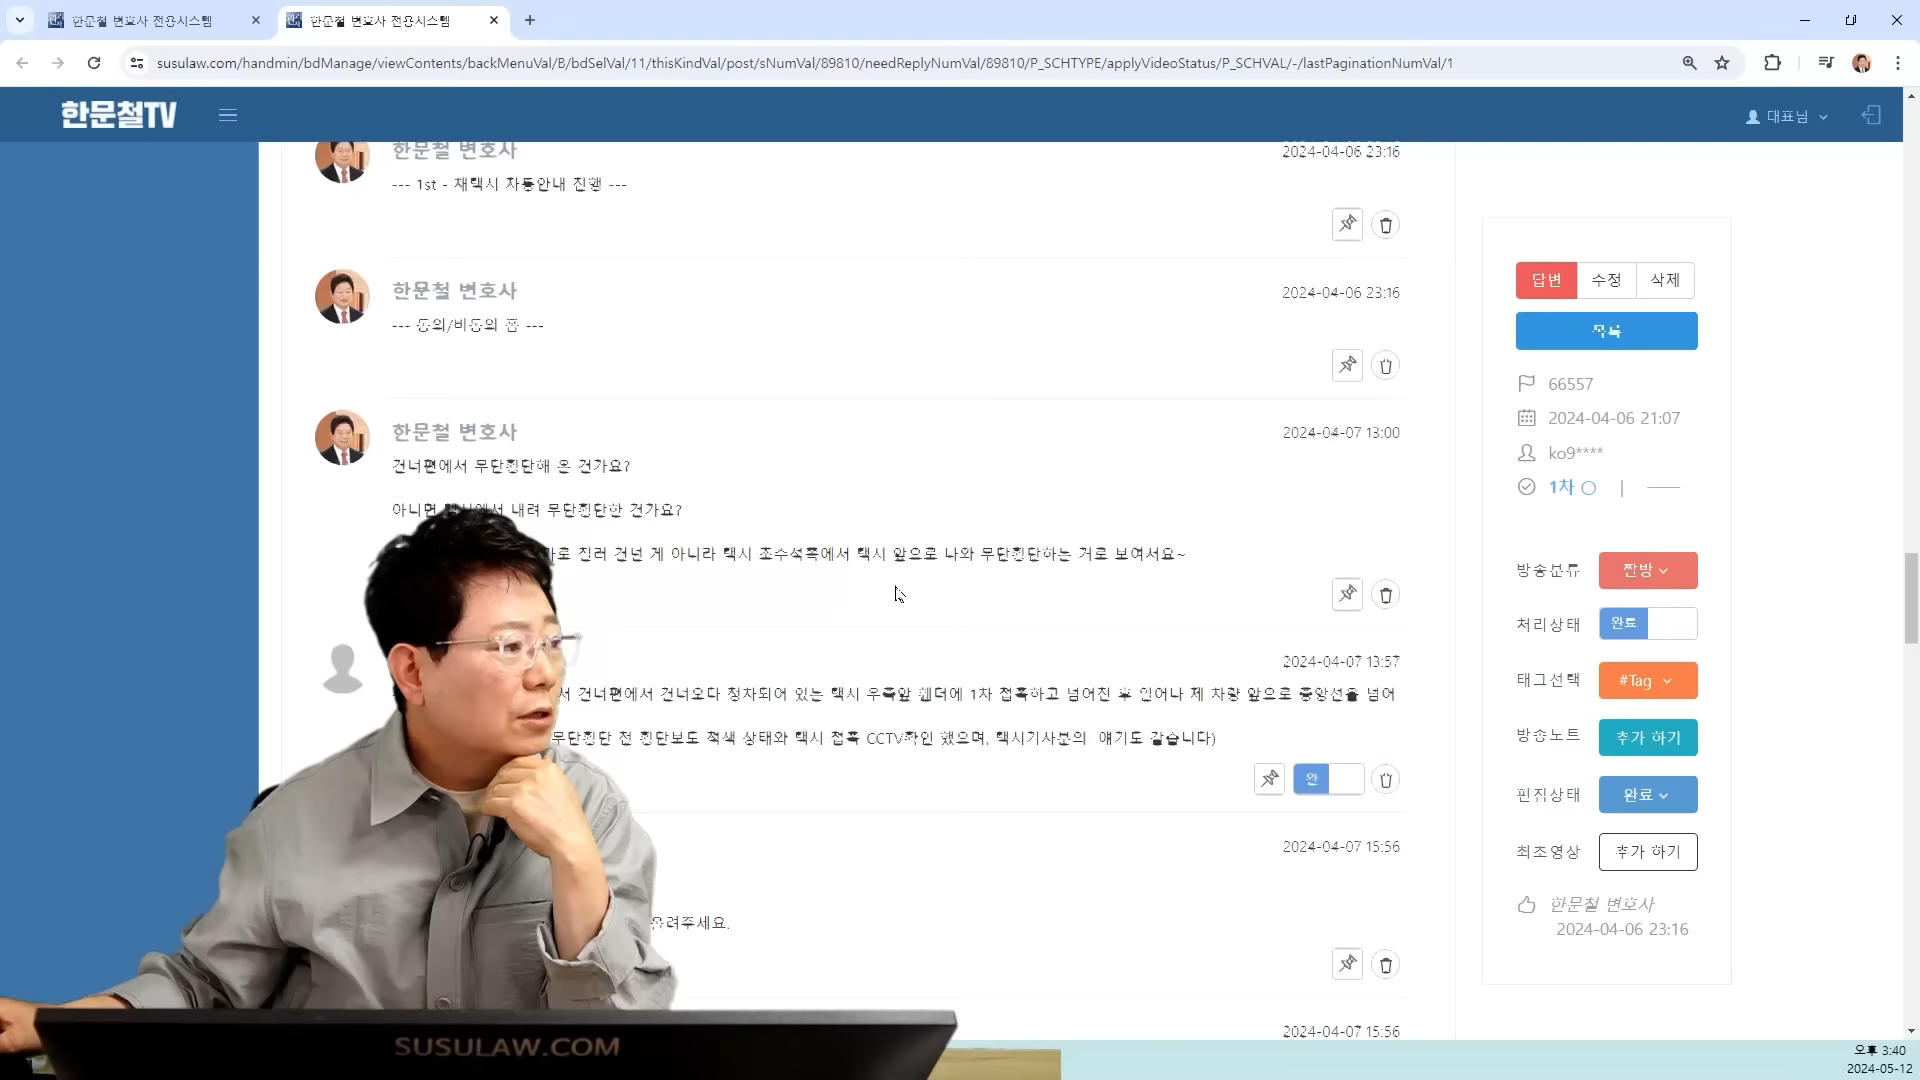 한문철 변호사 전용시스템
한문철 변호사 전용시스템
susulaw.com/handmin/bdManage/viewContents/backMenuVal/B/bdSelVal/11/thisKindVal/post/sNumVal/89810/needReplyNumVal/89810/P_SCHTYPE/applyVideoStatus/P_SCHVAL/-/lastPaginationNumVal/1
한문철TV
대표님
한문철 변호사
2024-04-06 23:16
--- 1st - 채택시 자동안내 진행 ---
한문철 변호사
2024-04-06 23:16
--- 동의/비동의 폼 ---
한문철 변호사
2024-04-07 13:00
건너편에서 무단횡단해 온 건가요?
아니면 택시에서 내려 무단횡단한 건가요?
건넌 게 아니라 택시 조수석쪽에서 택시 앞으로 나와 무단횡단하는 거로 보여서요~
2024-04-07 13:57
건너편에서 건너오다 정차되어 있는 택시 우측앞 휀더에 1차 접촉하고 넘어진 후 일어나 제 차량 앞으로 중앙선을 넘어
무단횡단 전 횡단보도 적색 상태와 택시 접촉 CCTV확인 했으며, 택시기사분의 얘기도 같습니다)
완
2024-04-07 15:56
올려주세요.
2024-04-07 15:56
답변 수정 삭제
목록
66557
2024-04-06 21:07
ko9****
1차 ○ |
방송분류 짠방
처리상태 완료
태그선택 #Tag
방송노트 추가 하기
편집상태 완료
최초영상 추가 하기
한문철 변호사
2024-04-06 23:16
SUSULAW.COM
오후 3:40
2024-05-12